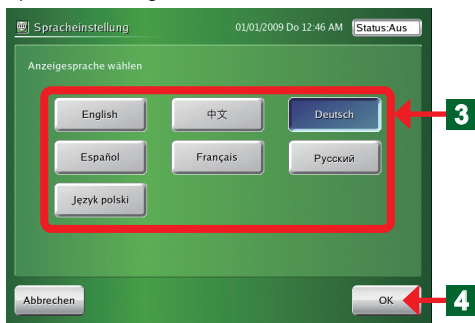 Spracheinstellung 01/01/2009 Do 12:46 AM Status:Aus
Anzeigesprache wählen
English 中文 Deutsch
3
Español Français Русский
Język polski
Abbrechen OK
4